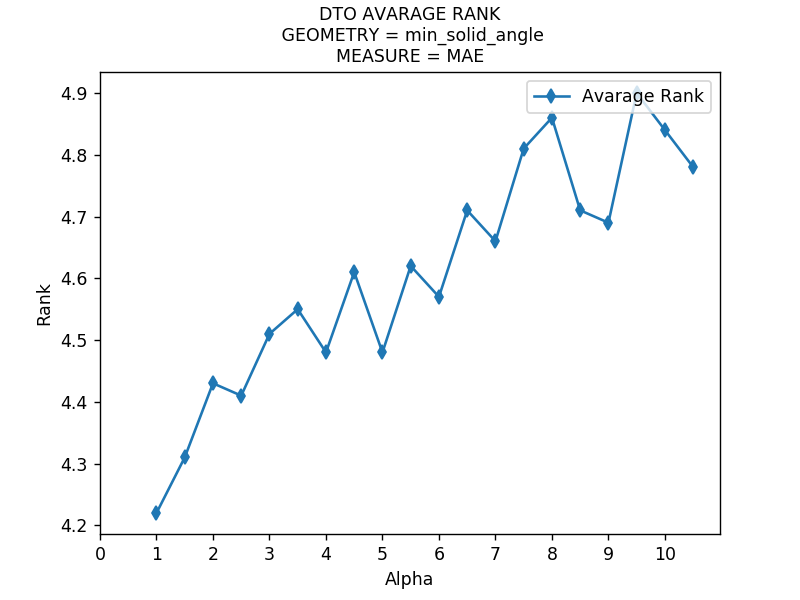 DTO AVARAGE RANK
GEOMETRY = min_solid_angle
MEASURE = MAE
Avarage Rank
4.9
4.8
4.7
4.6
4.5
4.4
4.3
4.2
Rank
0 1 2 3 4 5 6 7 8 9 10
Alpha